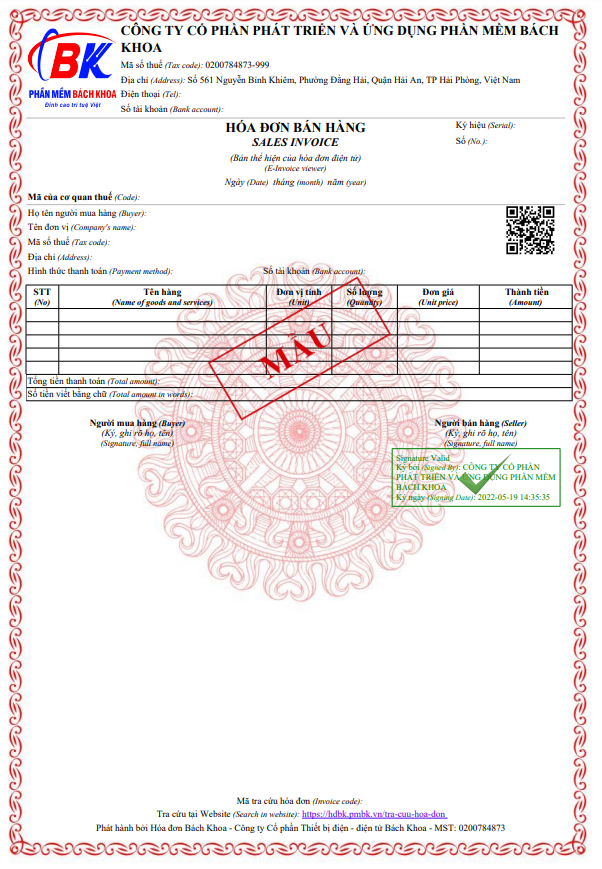 CÔNG TY CỔ PHẦN PHÁT TRIỂN VÀ ỨNG DỤNG PHẦN MỀM BÁCH
KHOA
Mã số thuế (Tax code): 0200784873-999
Địa chỉ (Address): Số 561 Nguyễn Bỉnh Khiêm, Phường Đằng Hải, Quận Hải An, TP Hải Phòng, Việt Nam
Điện thoại (Tel):
Số tài khoản (Bank account):
BK
PHẦN MỀM BÁCH KHOA
Đỉnh cao trí tuệ Việt
HÓA ĐƠN BÁN HÀNG
SALES INVOICE
(Bản thể hiện của hóa đơn điện tử)
(E-Invoice viewer)
Ngày (Date) tháng (month) năm (year)
Ký hiệu (Serial):
Số (No.):
Mã của cơ quan thuế (Code):
Họ tên người mua hàng (Buyer):
Tên đơn vị (Company's name):
Mã số thuế (Tax code):
Địa chỉ (Address):
Hình thức thanh toán (Payment method): Số tài khoản (Bank account):
STT Tên hàng Đơn vị tính Số lượng Đơn giá Thành tiền
(No) (Name of goods and services) (Unit) (Quantity) (Unit price) (Amount)
MẪU
Tổng tiền thanh toán (Total amount):
Số tiền viết bằng chữ (Total amount in words):
Người mua hàng (Buyer) Người bán hàng (Seller)
(Ký, ghi rõ họ, tên) (Ký, ghi rõ họ, tên)
(Signature, full name) (Signature, full name)
Signature Valid
Ký bởi (Signed By): CÔNG TY CỔ PHẦN
PHÁT TRIỂN VÀ ỨNG DỤNG PHẦN MỀM
BÁCH KHOA
Ký ngày (Signing Date): 2022-05-19 14:35:35
Mã tra cứu hóa đơn (Invoice code):
Tra cứu tại Website (Search in website): https://hdbk.pmbk.vn/tra-cuu-hoa-don
Phát hành bởi Hóa đơn Bách Khoa - Công ty Cổ phần Thiết bị điện - điện tử Bách Khoa - MST: 0200784873